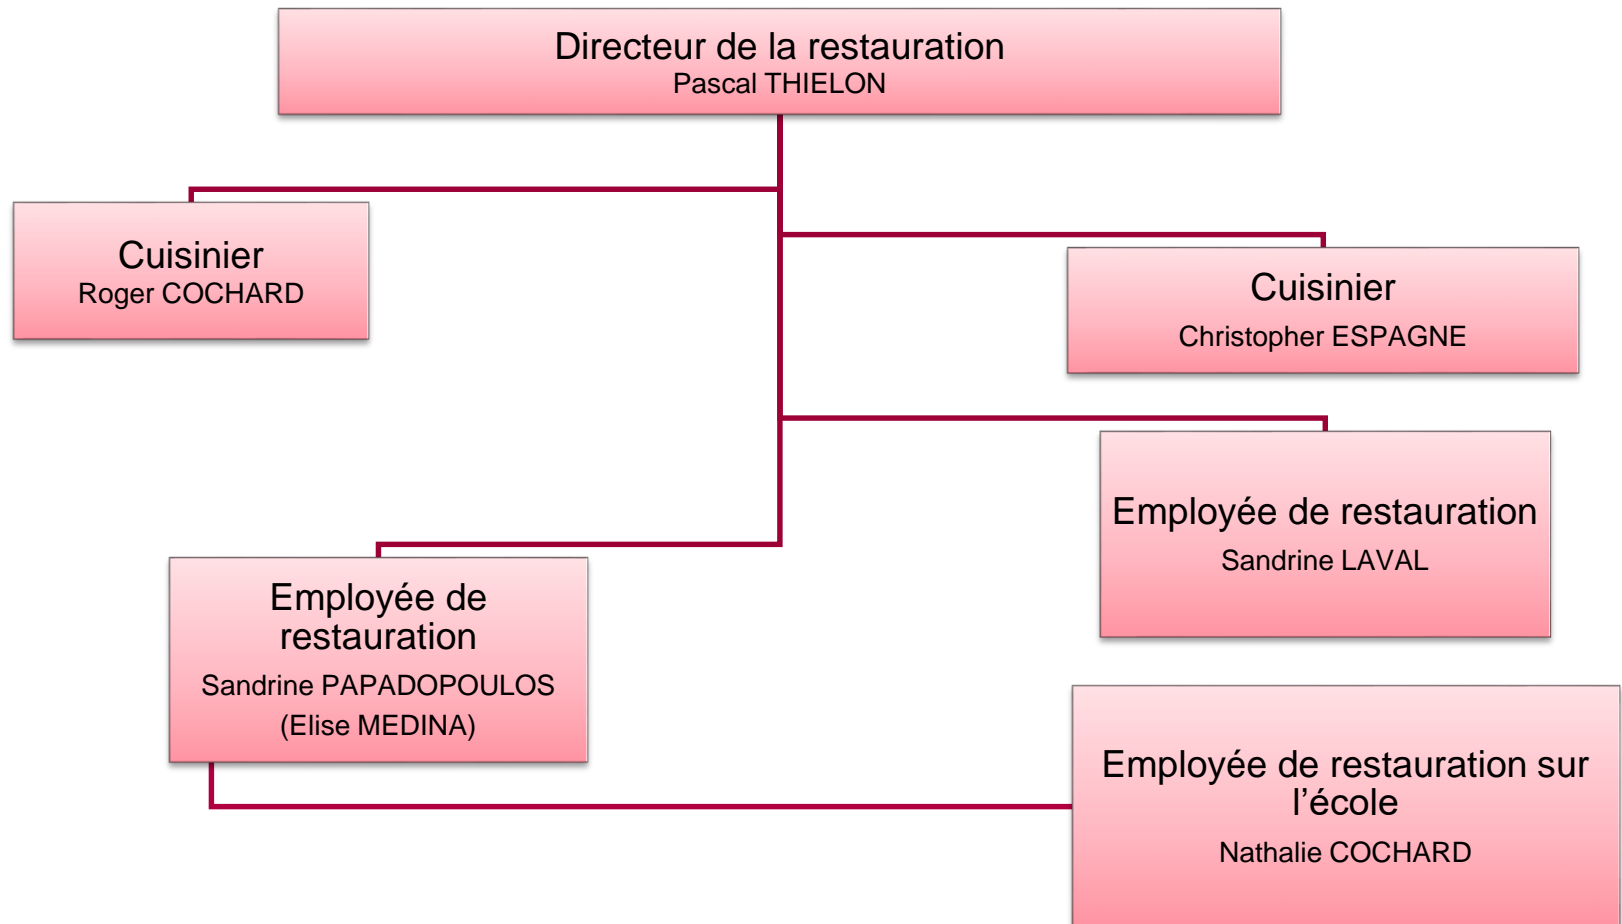 Directeur de la restauration
Pascal THIELON
Cuisinier
Roger COCHARD
Cuisinier
Christopher ESPAGNE
Employée de restauration
Sandrine LAVAL
Employée de
restauration
Sandrine PAPADOPOULOS
(Elise MEDINA)
Employée de restauration sur
l’école
Nathalie COCHARD